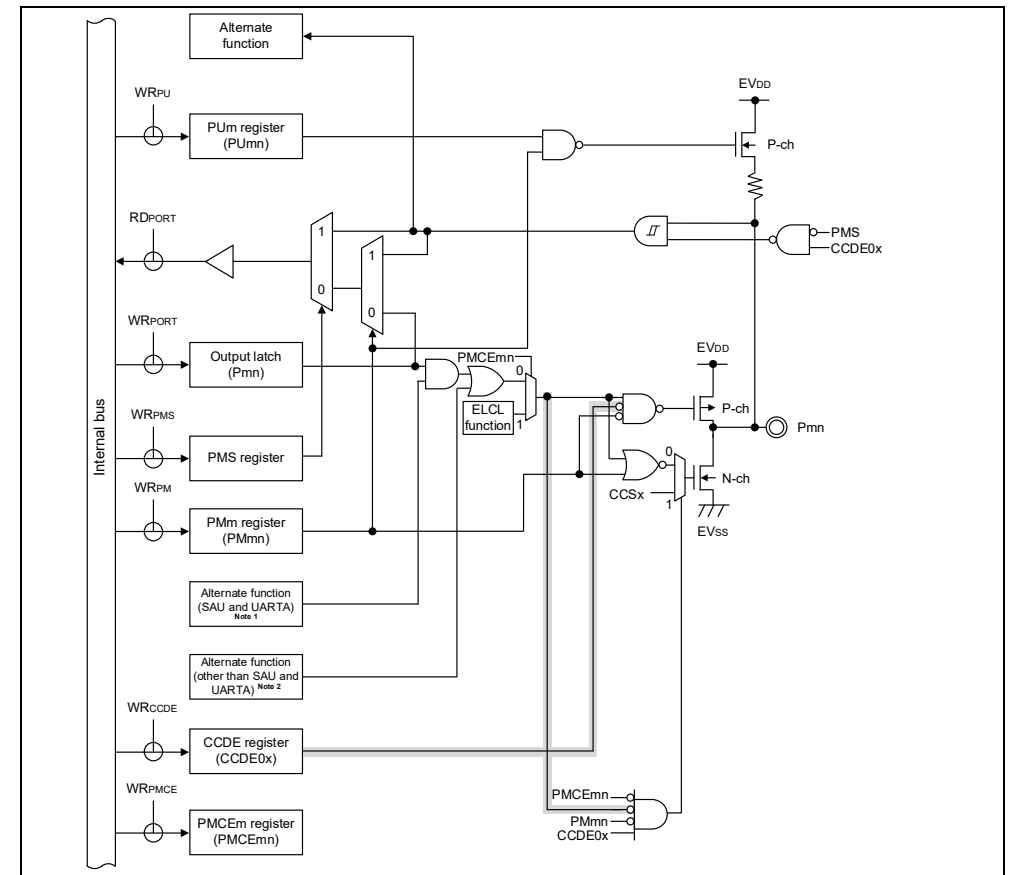 Alternate
function
WRPU
PUm register
(PUmn)
EVDD
P-ch
RDPORT
1
0
1
0
PMS
CCDE0x
WRPORT
Output latch
(Pmn)
PMCEmn
0
ELCL
function
1
EVDD
P-ch
Pmn
Internal bus
WRPMS
PMS register
0
CCSx
1
N-ch
EVSS
WRPM
PMm register
(PMmn)
Alternate function
(SAU and UARTA)
Note 1
Alternate function
(other than SAU and
UARTA) Note 2
WRCCDE
CCDE register
(CCDE0x)
WRPMCE
PMCEm register
(PMCEmn)
PMCEmn
PMmn
CCDE0x